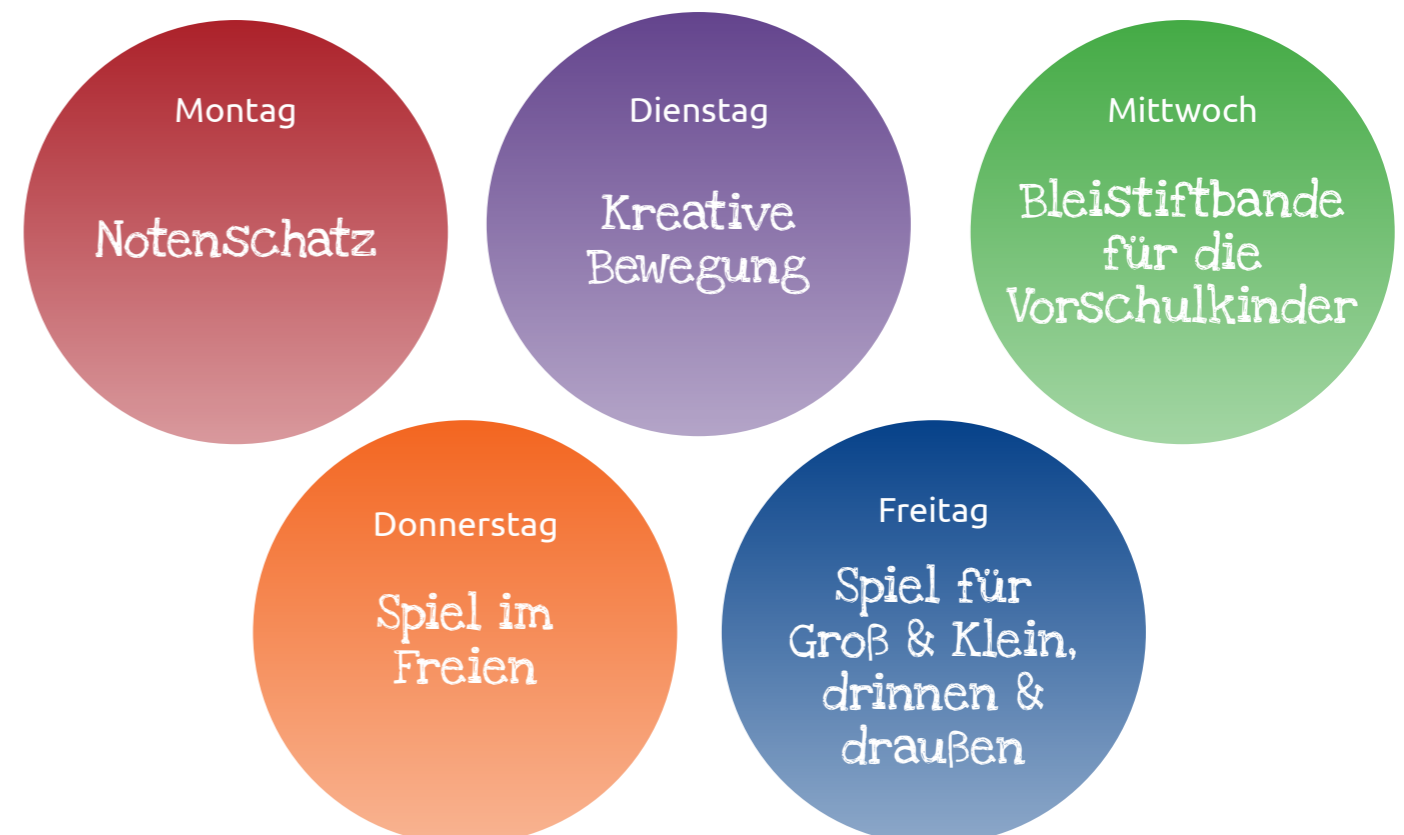 Montag
Notenschatz
Dienstag
Kreative
Bewegung
Mittwoch
Bleistiftbande
für die
Vorschulkinder
Donnerstag
Spiel im
Freien
Freitag
Spiel für
Groß & Klein,
drinnen &
draußen